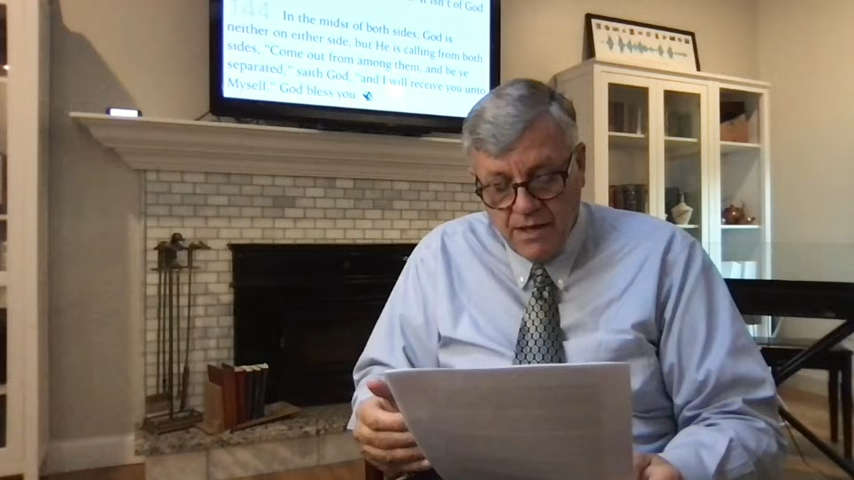 It isn't of God
144 In the midst of both sides, God is
neither on either side, but He is calling from both
sides, "Come out from among them, and be ye
separated," saith God, "and I will receive you unto
Myself." God bless you.